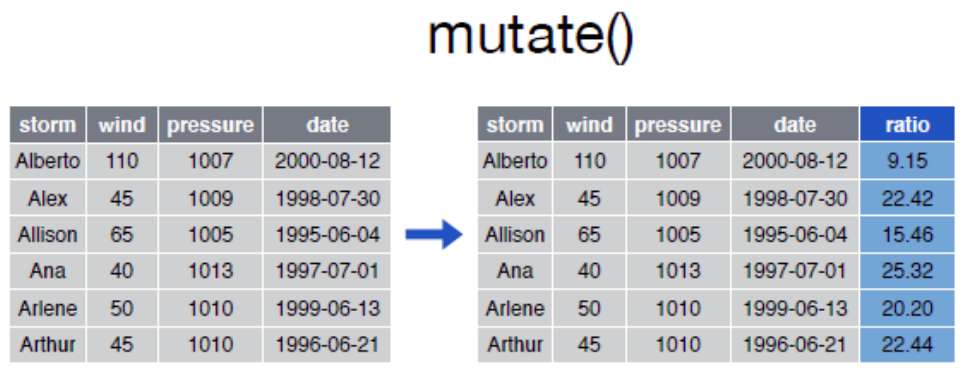 mutate()
storm wind pressure date storm wind pressure date ratio
Alberto 110 1007 2000-08-12 Alberto 110 1007 2000-08-12 9.15
Alex 45 1009 1998-07-30 Alex 45 1009 1998-07-30 22.42
Allison 65 1005 1995-06-04 Allison 65 1005 1995-06-04 15.46
Ana 40 1013 1997-07-01 Ana 40 1013 1997-07-01 25.32
Arlene 50 1010 1999-06-13 Arlene 50 1010 1999-06-13 20.20
Arthur 45 1010 1996-06-21 Arthur 45 1010 1996-06-21 22.44